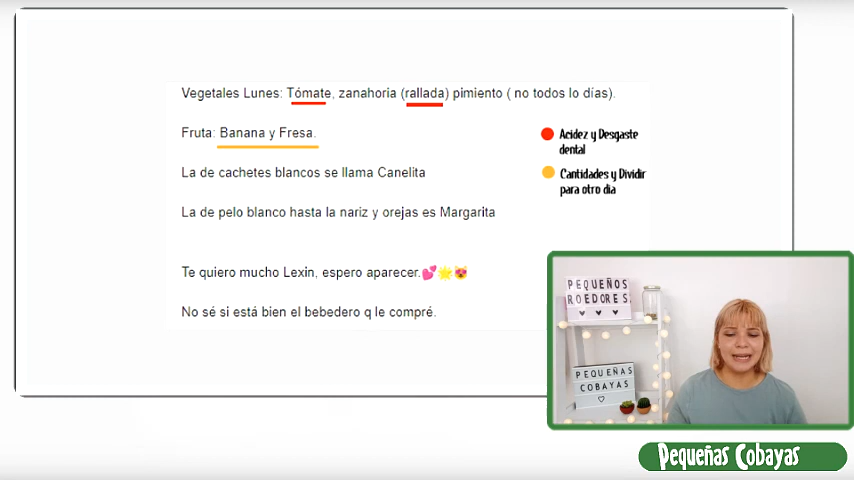 Vegetales Lunes: Tómate, zanahoria (rallada) pimiento ( no todos lo días).
Fruta: Banana y Fresa.
Acidez y Desgaste
dental
Cantidades y Dividir
para otro dia
La de cachetes blancos se llama Canelita
La de pelo blanco hasta la nariz y orejas es Margarita
Te quiero mucho Lexin, espero aparecer.💕🌟😻
No sé si está bien el bebedero q le compré.
PEQUEÑOS
ROEDORES
PEQUEÑAS
COBAYAS
Pequeñas Cobayas